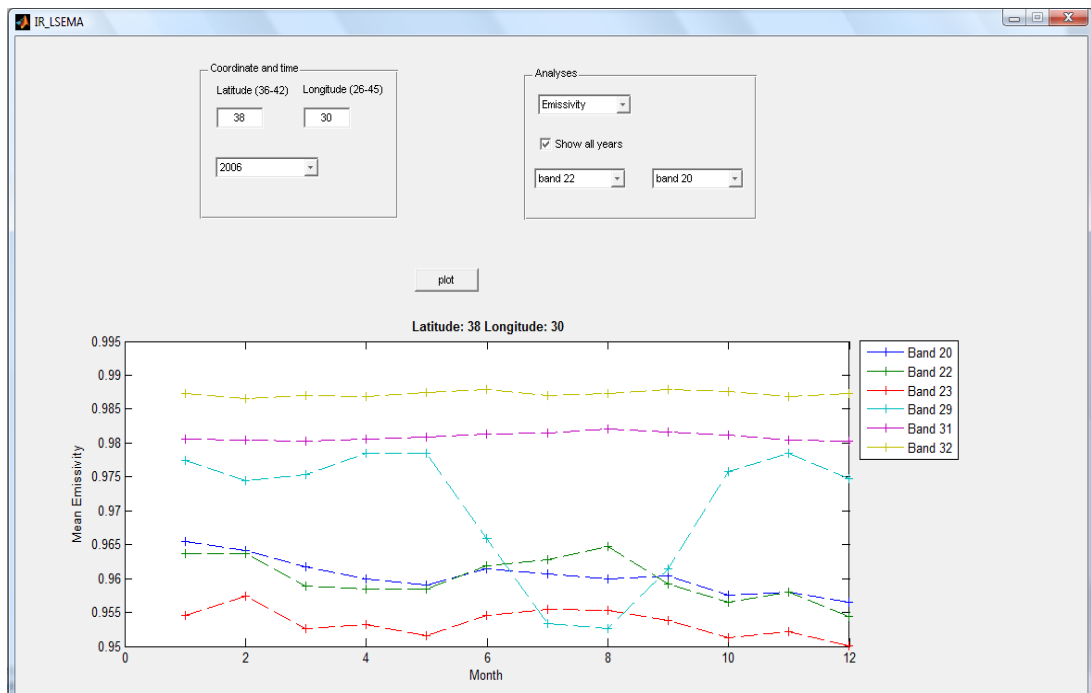 IR_LSEMA
Coordinate and time
Latitude (36-42) Longitude (26-45)
38 30
2006
Analyses
Emissivity
Show all years
band 22 band 20
plot
Latitude: 38 Longitude: 30
Mean Emissivity
0.995
0.99
0.985
0.98
0.975
0.97
0.965
0.96
0.955
0.95
0 2 4 6 8 10 12
Month
Band 20
Band 22
Band 23
Band 29
Band 31
Band 32